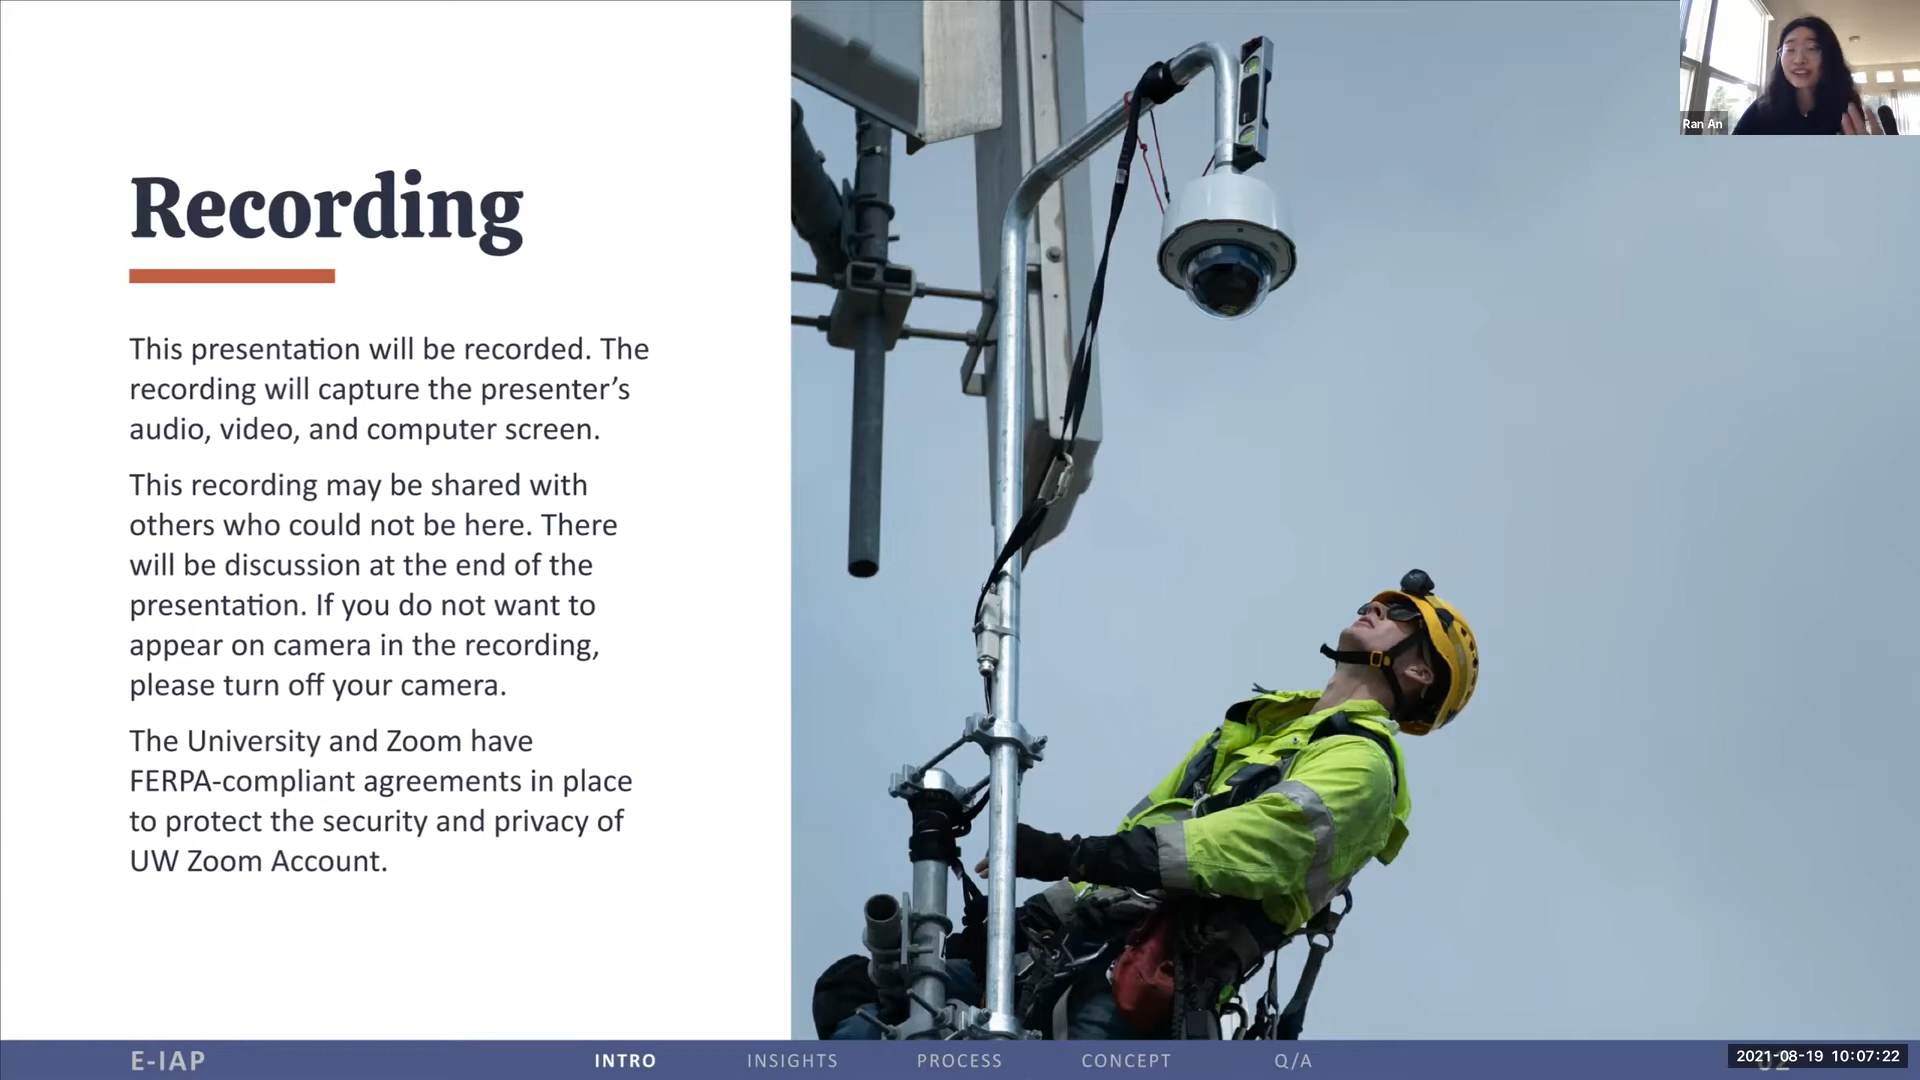 Ran An
Recording
This presentation will be recorded. The
recording will capture the presenter’s
audio, video, and computer screen.
This recording may be shared with
others who could not be here. There
will be discussion at the end of the
presentation. If you do not want to
appear on camera in the recording,
please turn off your camera.
The University and Zoom have
FERPA-compliant agreements in place
to protect the security and privacy of
UW Zoom Account.
E-IAP INTRO INSIGHTS PROCESS CONCEPT Q/A 2021-08-19 10:07:22